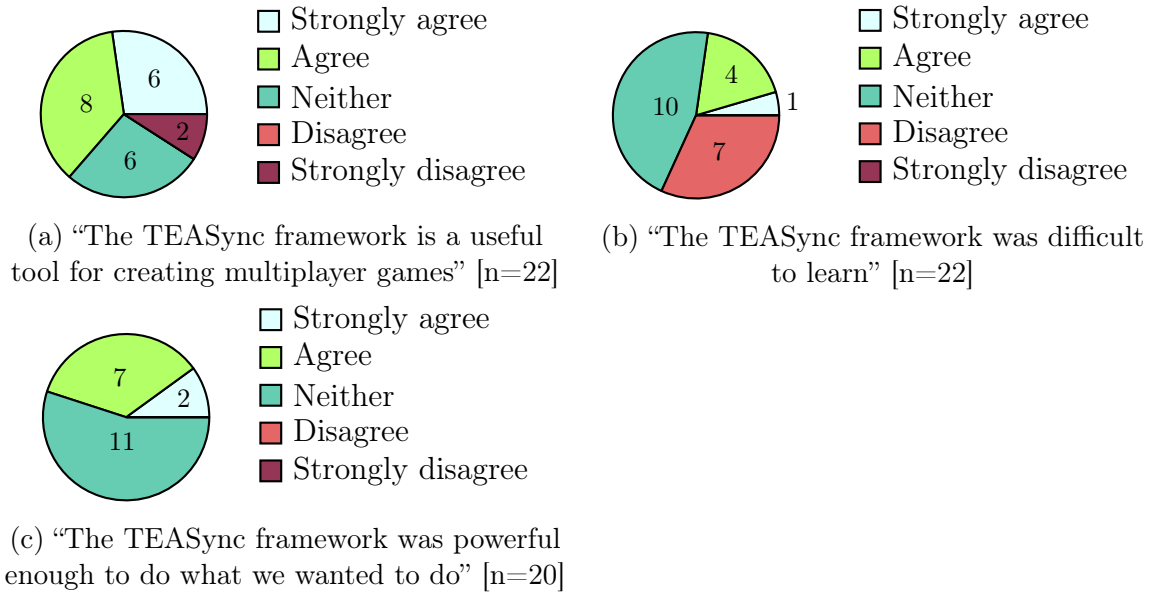 6
8
6
2
Strongly agree
Agree
Neither
Disagree
Strongly disagree
(a) “The TEASync framework is a useful
tool for creating multiplayer games” [n=22]
4
1
10
7
Strongly agree
Agree
Neither
Disagree
Strongly disagree
(b) “The TEASync framework was difficult
to learn” [n=22]
7
2
11
Strongly agree
Agree
Neither
Disagree
Strongly disagree
(c) “The TEASync framework was powerful
enough to do what we wanted to do” [n=20]